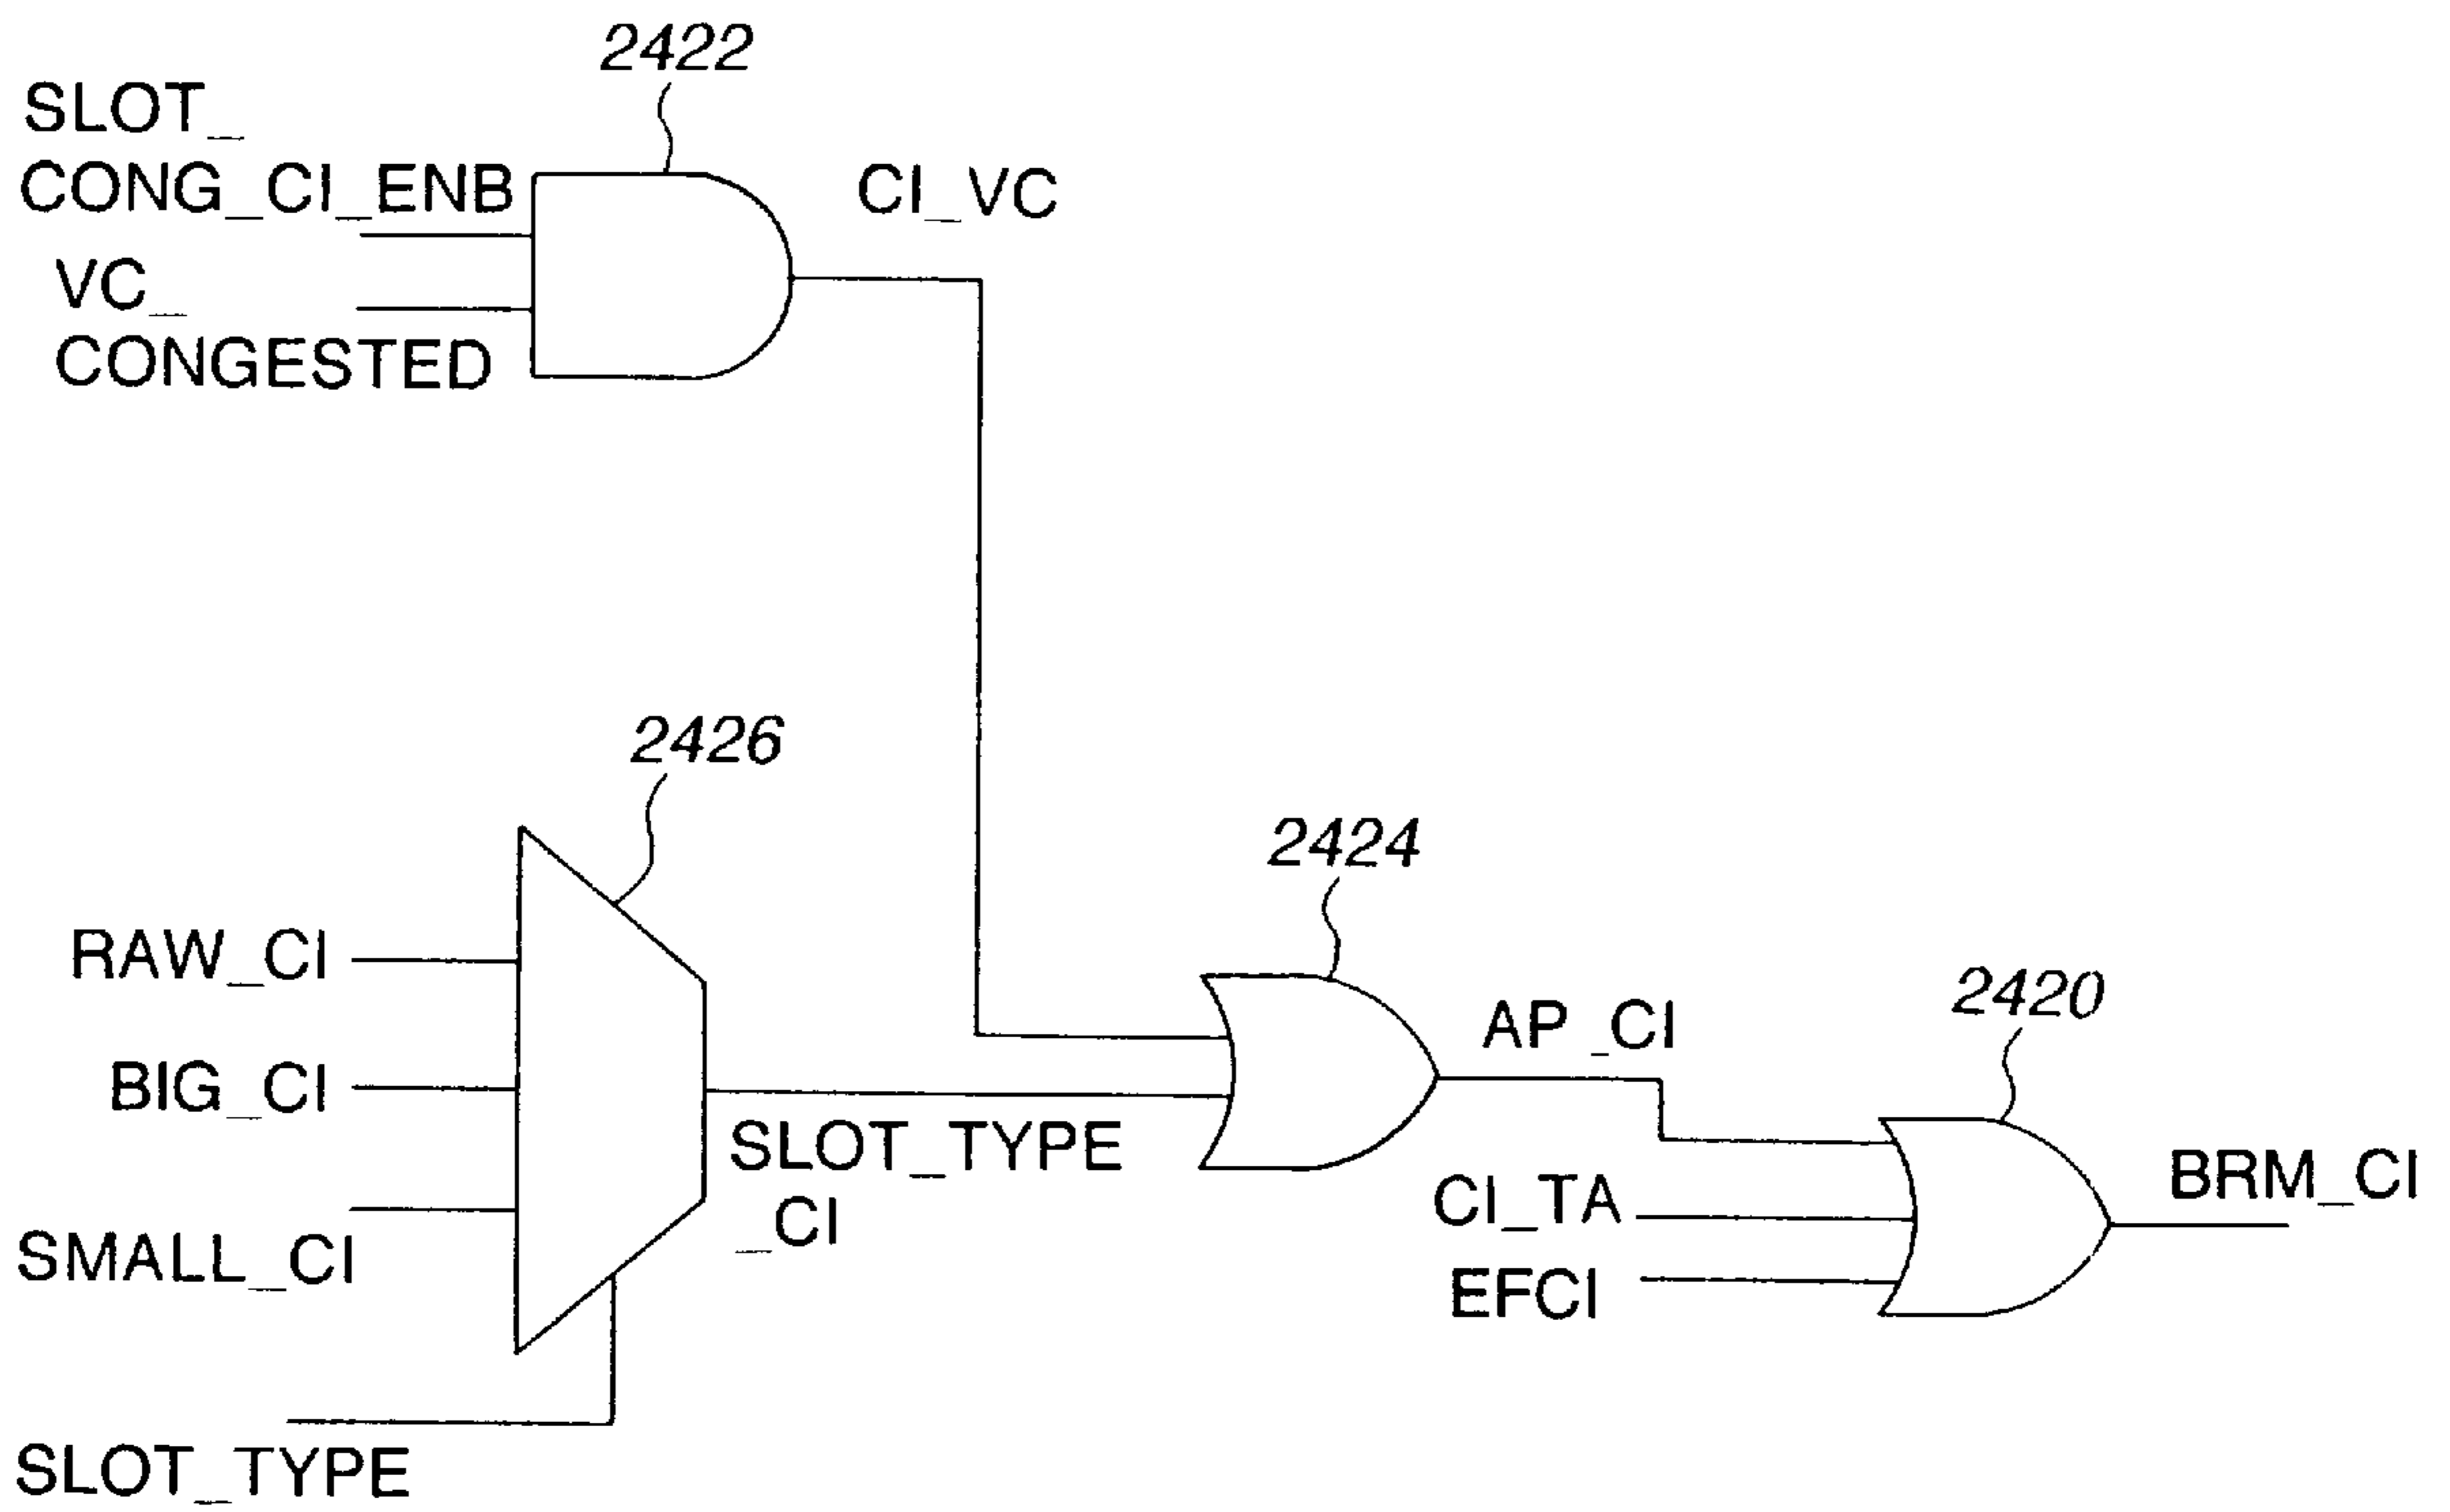 2422
SLOT_
CONG_CI_ENB
CI_VC
VC_
CONGESTED
2426
2424
RAW_CI
2420
AP_CI
BIG_CI
SLOT_TYPE
_CI
BRM_CI
CI_TA
SMALL_CI
EFCI
SLOT_TYPE